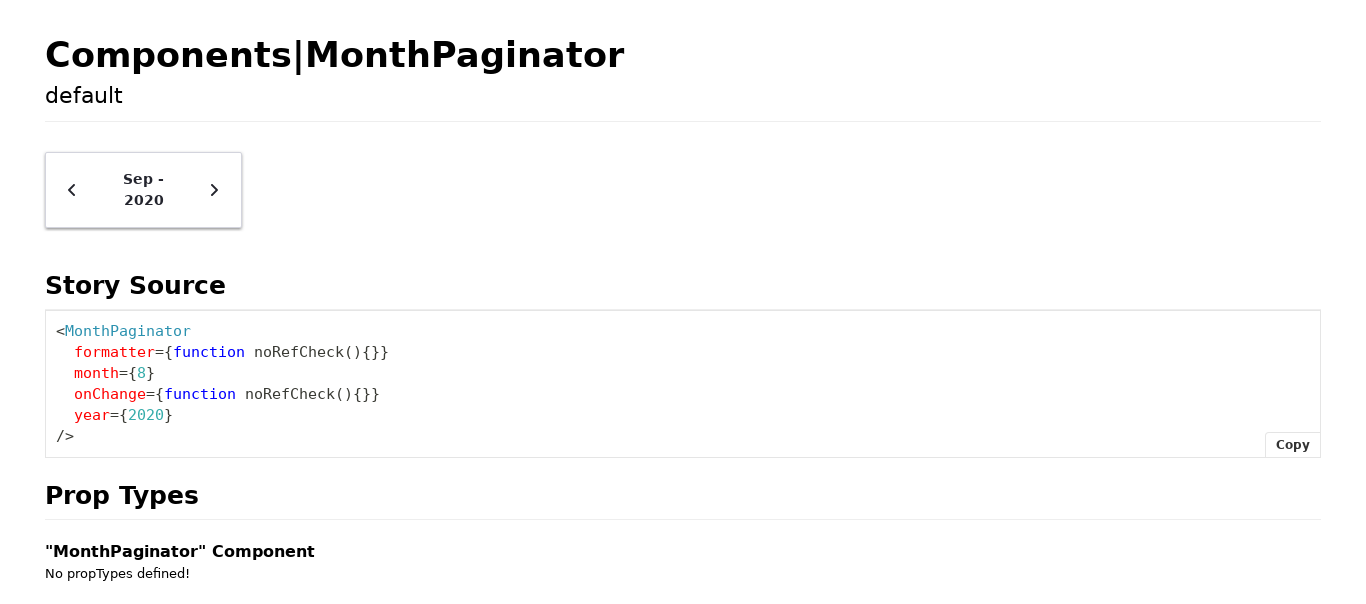 Components|MonthPaginator
default
Sep -
2020
Story Source
<MonthPaginator
  formatter={function noRefCheck(){}}
  month={8}
  onChange={function noRefCheck(){}}
  year={2020}
/>
Copy
Prop Types
"MonthPaginator" Component
No propTypes defined!